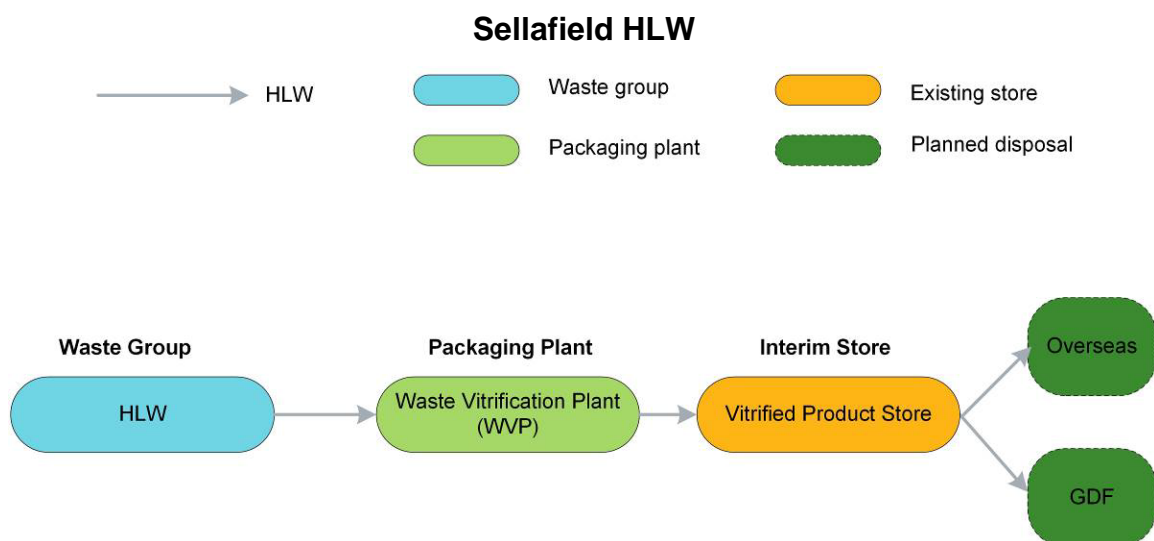 Sellafield HLW
HLW
Waste group
Existing store
Packaging plant
Planned disposal
Waste Group
Packaging Plant
Interim Store
HLW
Waste Vitrification Plant
(WVP)
Vitrified Product Store
Overseas
GDF